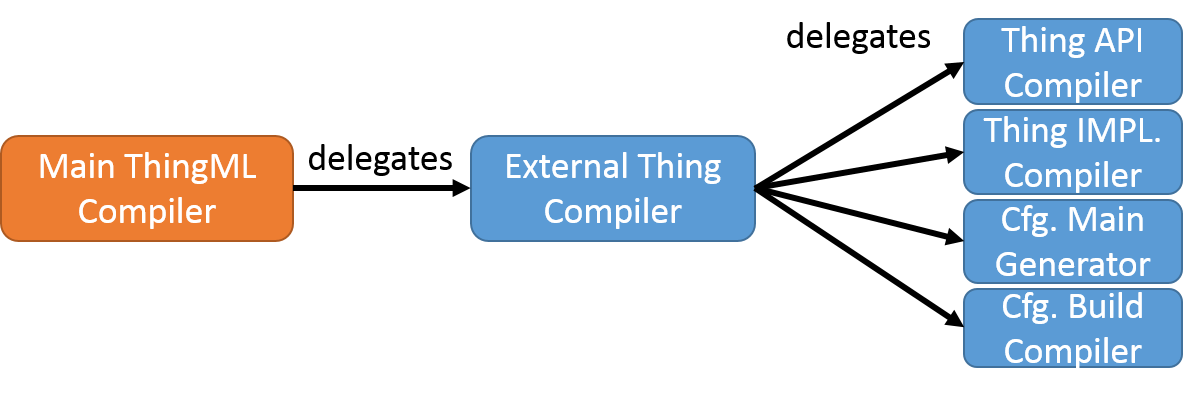 Main ThingML
Compiler
delegates
External Thing
Compiler
delegates
Thing API
Compiler
Thing IMPL.
Compiler
Cfg. Main
Generator
Cfg. Build
Compiler